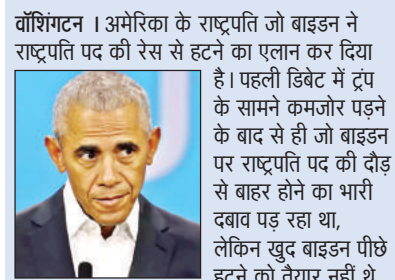 वॉशिंगटन । अमेरिका के राष्ट्रपति जो बाइडन ने
राष्ट्रपति पद की रेस से हटने का एलान कर दिया
है। पहली डिबेट में ट्रंप
के सामने कमजोर पड़ने
के बाद से ही जो बाइडन
पर राष्ट्रपति पद की दौड़
से बाहर होने का भारी
दबाव पड़ रहा था,
लेकिन खुद बाइडन पीछे
हटने को तैयार नहीं थे